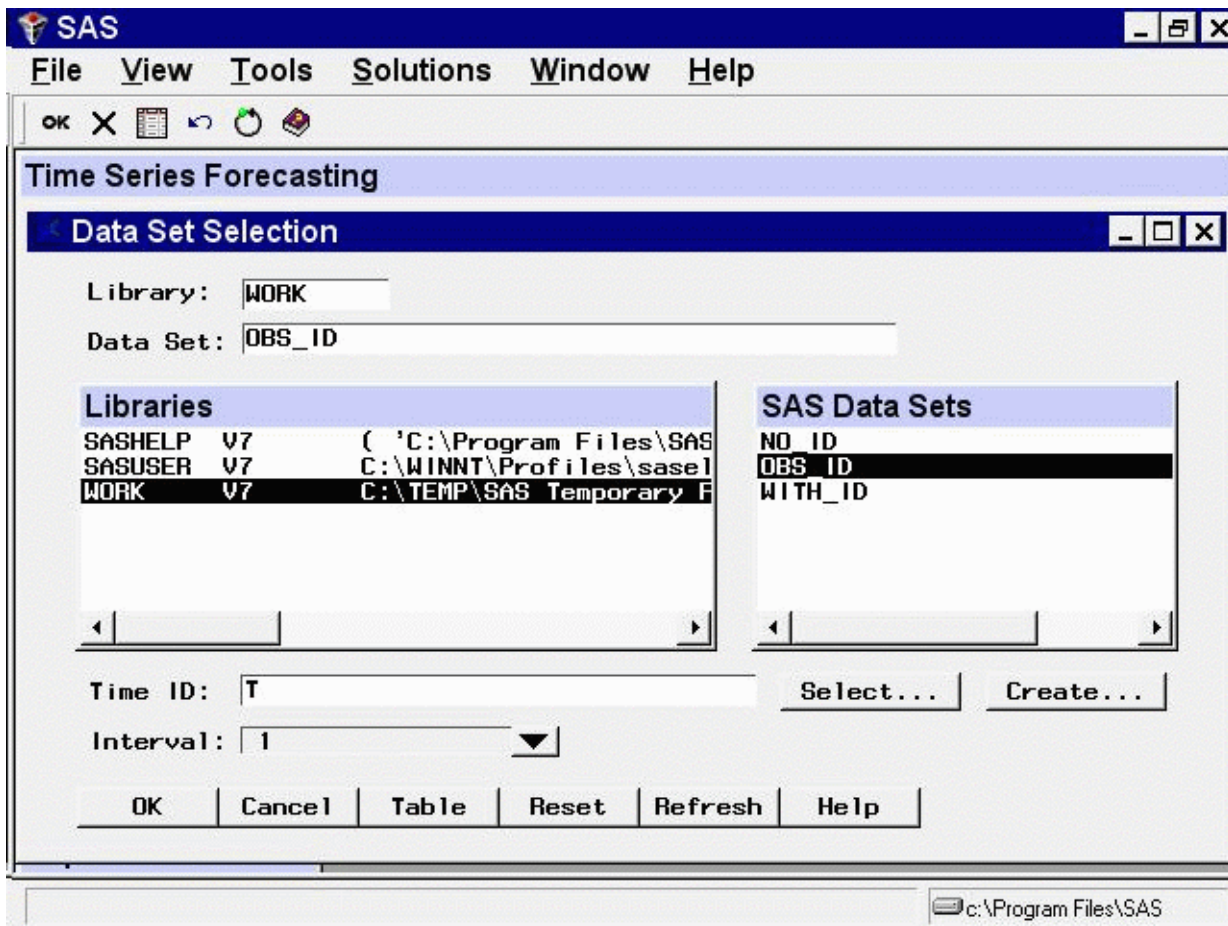 SAS
File View Tools Solutions Window Help
OK
Time Series Forecasting
Data Set Selection
Library: WORK
Data Set: OBS_ID
Libraries
SASHELP V7 ( 'C:\Program Files\SAS
SASUSER V7 C:\WINNT\Profiles\sasel
WORK V7 C:\TEMP\SAS Temporary F
SAS Data Sets
NO_ID
OBS_ID
WITH_ID
Time ID: T Select... Create...
Interval: 1
OK Cancel Table Reset Refresh Help
c:\Program Files\SAS